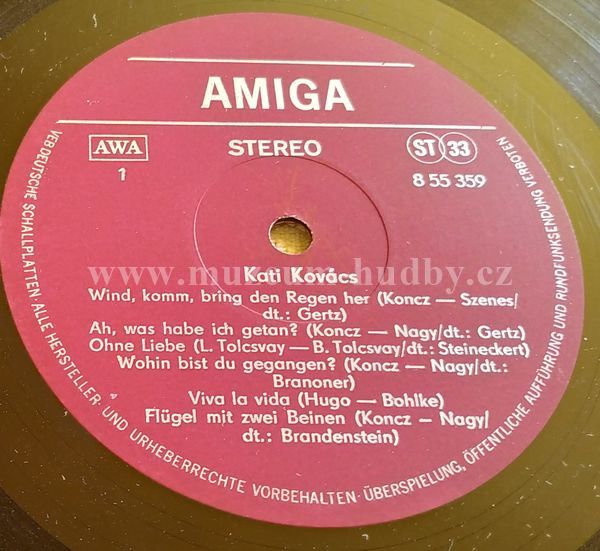 AMIGA
AWA
STEREO
ST 33
1
8 55 359
Kati Kovács
www.museum-hudby.cz
Wind, komm, bring den Regen her (Koncz — Szenes/
dt.: Gertz)
Ah, was habe ich getan? (Koncz — Nagy/dt.: Gertz)
Ohne Liebe (L. Tolcsvay — B. Tolcsvay/dt.: Steineckert)
Wohin bist du gegangen? (Koncz — Nagy/dt.:
Branoner)
Viva la vida (Hugo — Bohlke)
Flügel mit zwei Beinen (Koncz — Nagy/
dt.: Brandenstein)
VEB DEUTSCHE SCHALLPLATTEN · ALLE HERSTELLER- UND URHEBERRECHTE VORBEHALTEN · ÜBERSPIELUNG, ÖFFENTLICHE AUFFÜHRUNG UND RUNDFUNKSENDUNG VERBOTEN